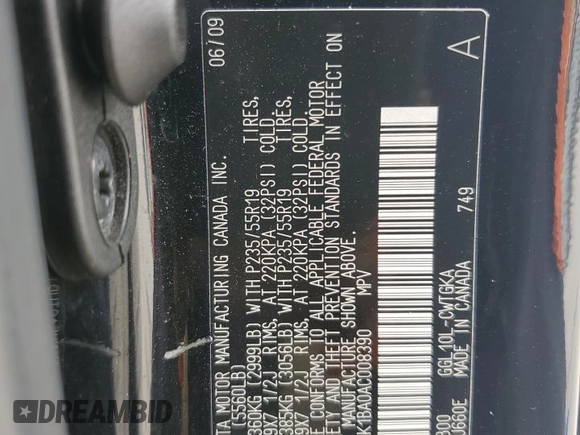 TA MOTOR MANUFACTURING CANADA INC. 06/09
(5560LB)
360KG (2999LB) WITH P235/55R19 TIRES,
9X7 1/2J RIMS, AT 220KPA (32PSI) COLD
385KG (3056LB) WITH P235/55R19 TIRES,
9X7 1/2J RIMS, AT 220KPA (32PSI) COLD.
E CONFORMS TO ALL APPLICABLE FEDERAL MOTOR
FETY AND THEFT PREVENTION STANDARDS IN EFFECT ON
MANUFACTURE SHOWN ABOVE.
K1BA0AC008390 MPV
A
GGL10L-CWTGKA
U660E MADE IN CANADA 749